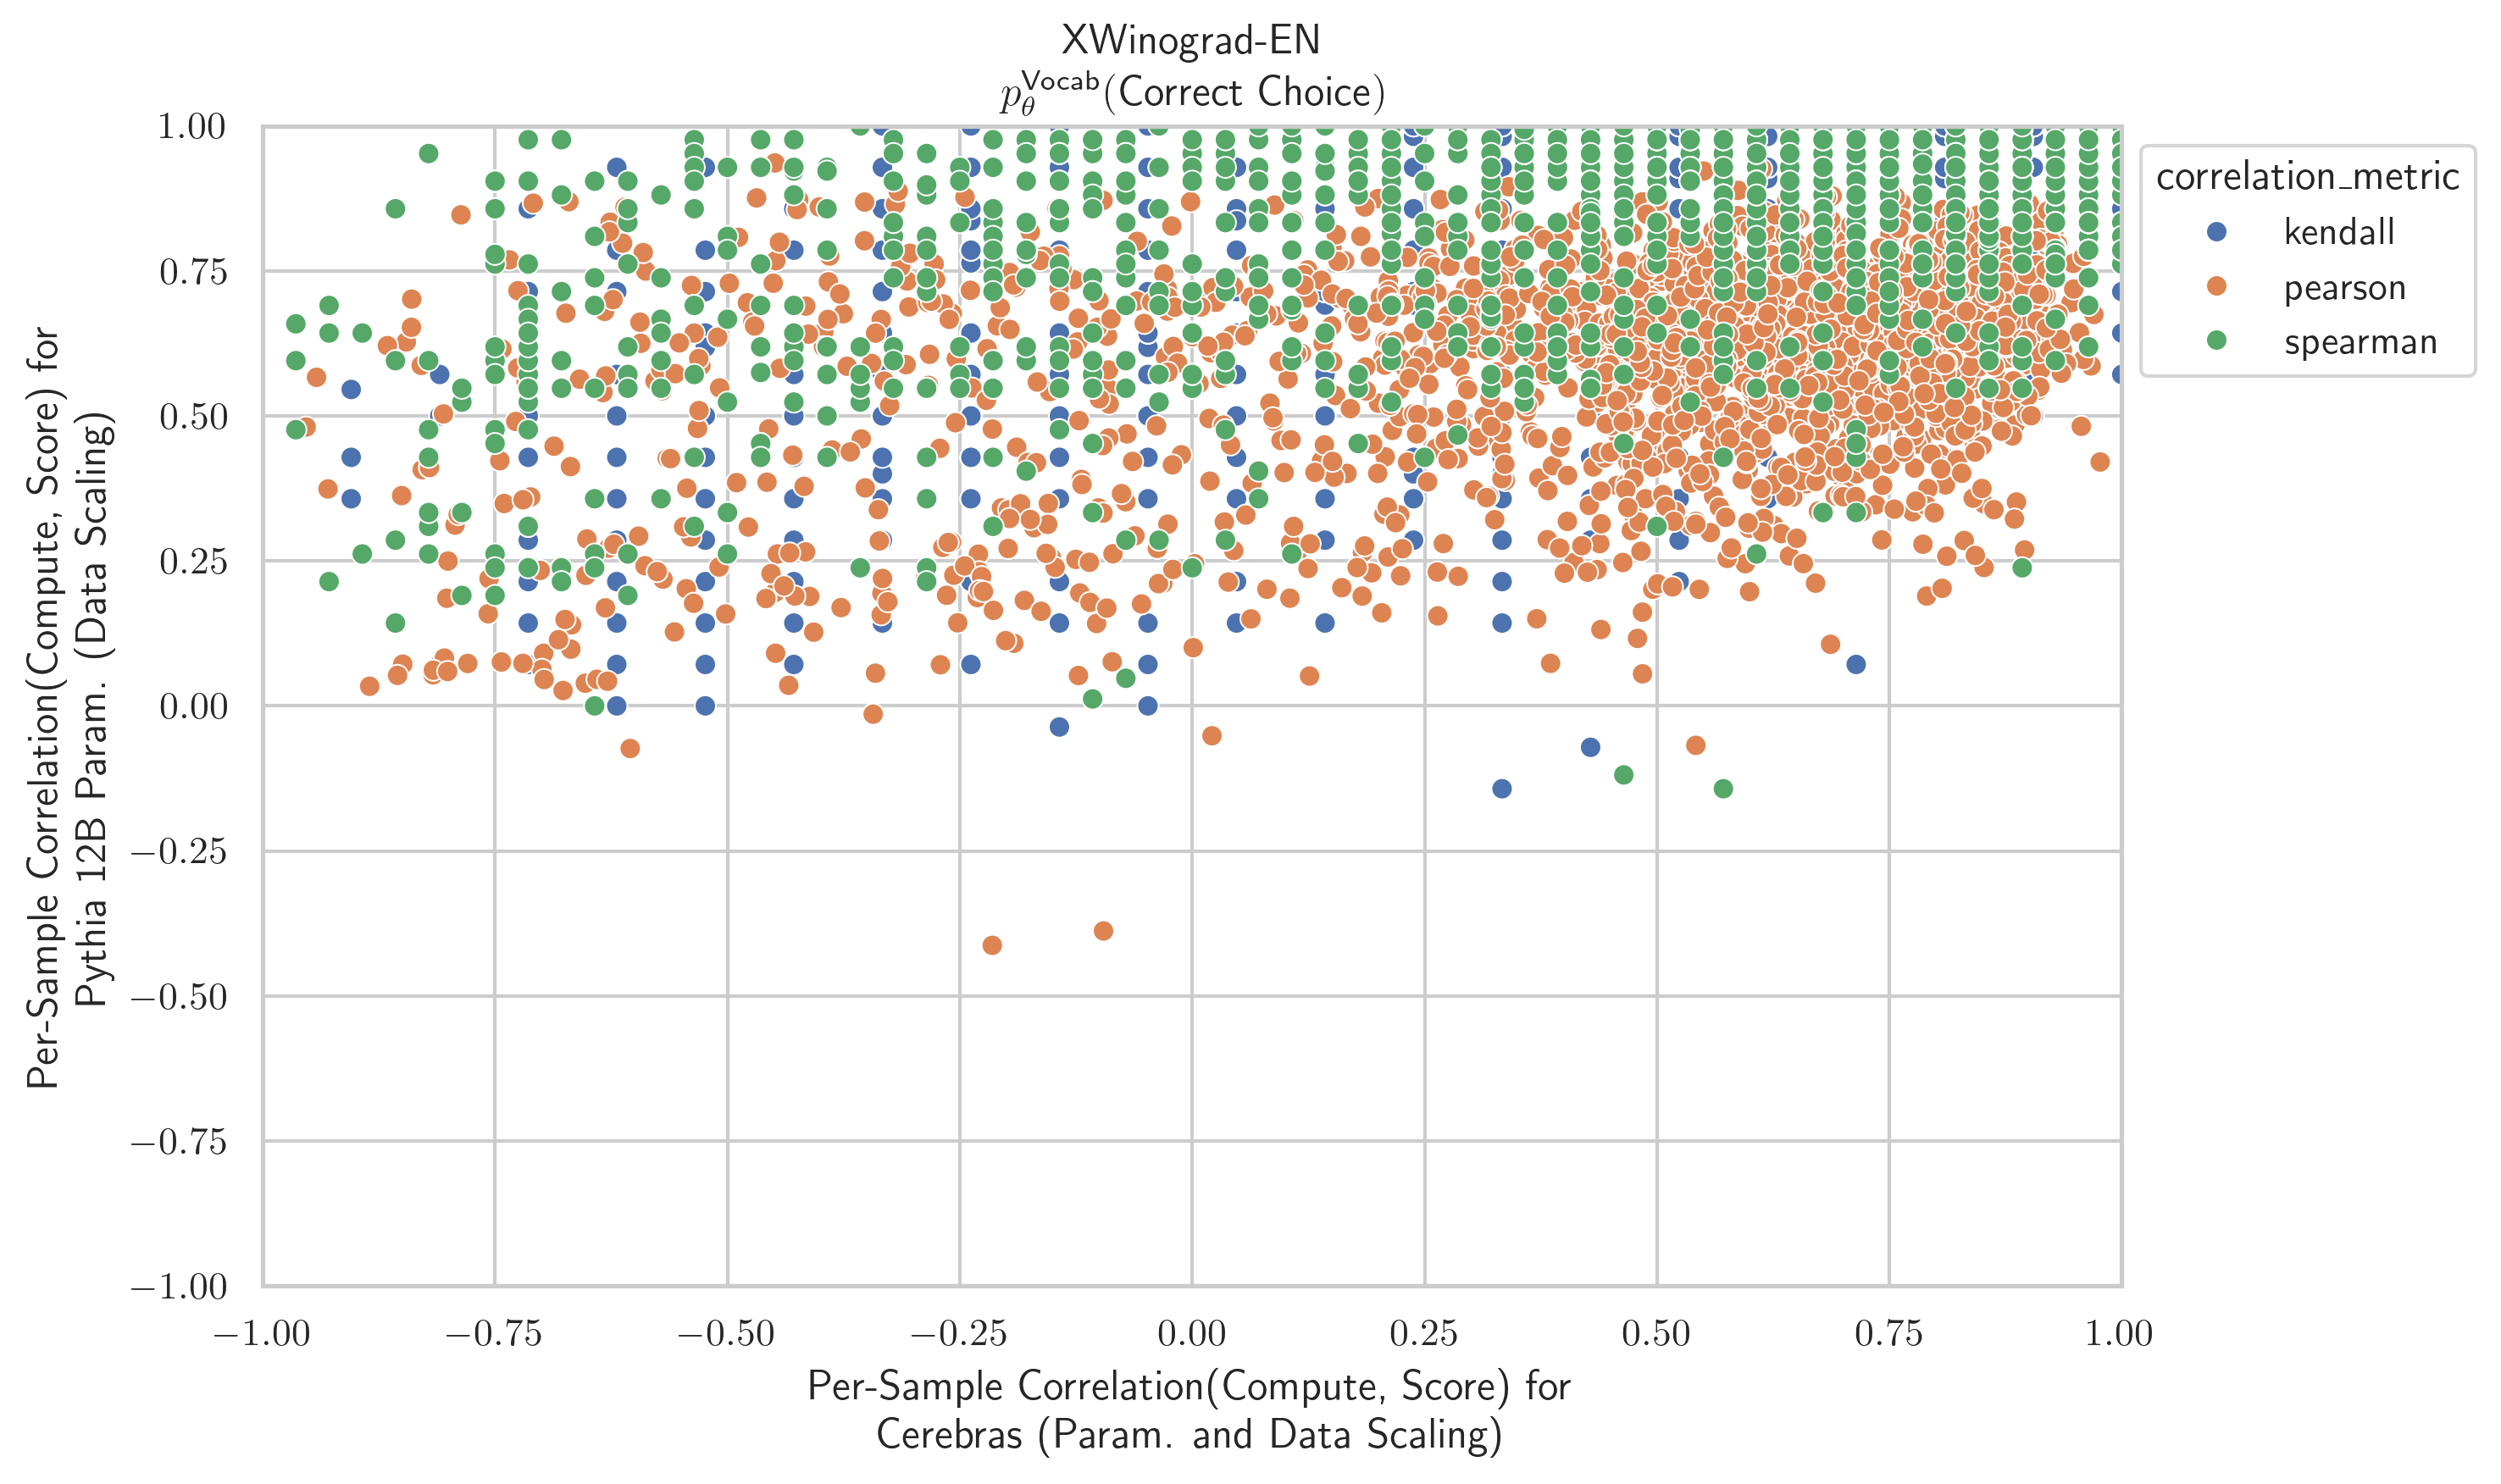 XWinograd-EN
p_θ^Vocab(Correct Choice)
Per-Sample Correlation(Compute, Score) for
Pythia 12B Param. (Data Scaling)
1.00
0.75
0.50
0.25
0.00
−0.25
−0.50
−0.75
−1.00
−1.00 −0.75 −0.50 −0.25 0.00 0.25 0.50 0.75 1.00
Per-Sample Correlation(Compute, Score) for
Cerebras (Param. and Data Scaling)
correlation_metric
kendall
pearson
spearman